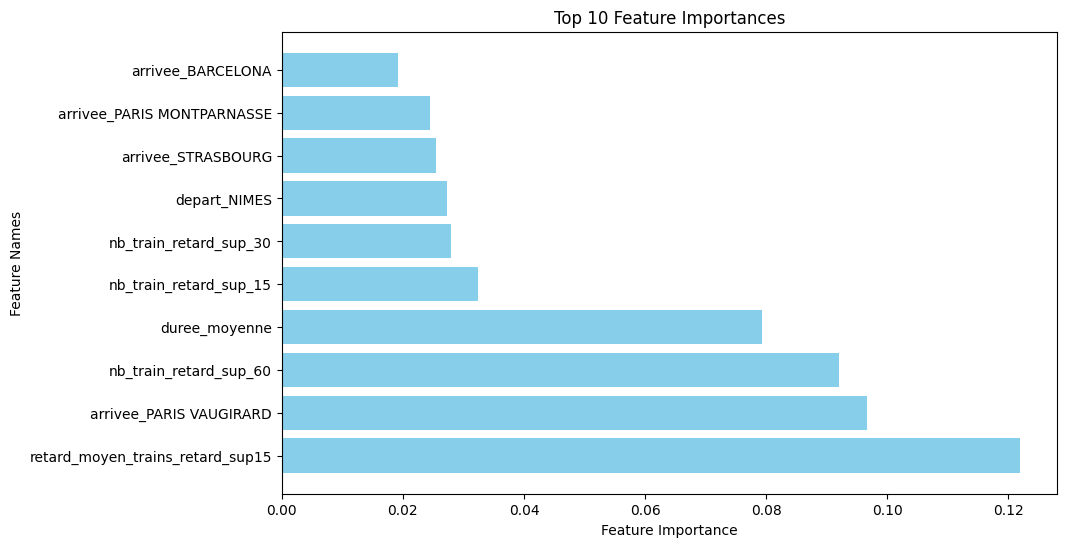 Top 10 Feature Importances
Feature Names
arrivee_BARCELONA
arrivee_PARIS MONTPARNASSE
arrivee_STRASBOURG
depart_NIMES
nb_train_retard_sup_30
nb_train_retard_sup_15
duree_moyenne
nb_train_retard_sup_60
arrivee_PARIS VAUGIRARD
retard_moyen_trains_retard_sup15
0.00 0.02 0.04 0.06 0.08 0.10 0.12
Feature Importance